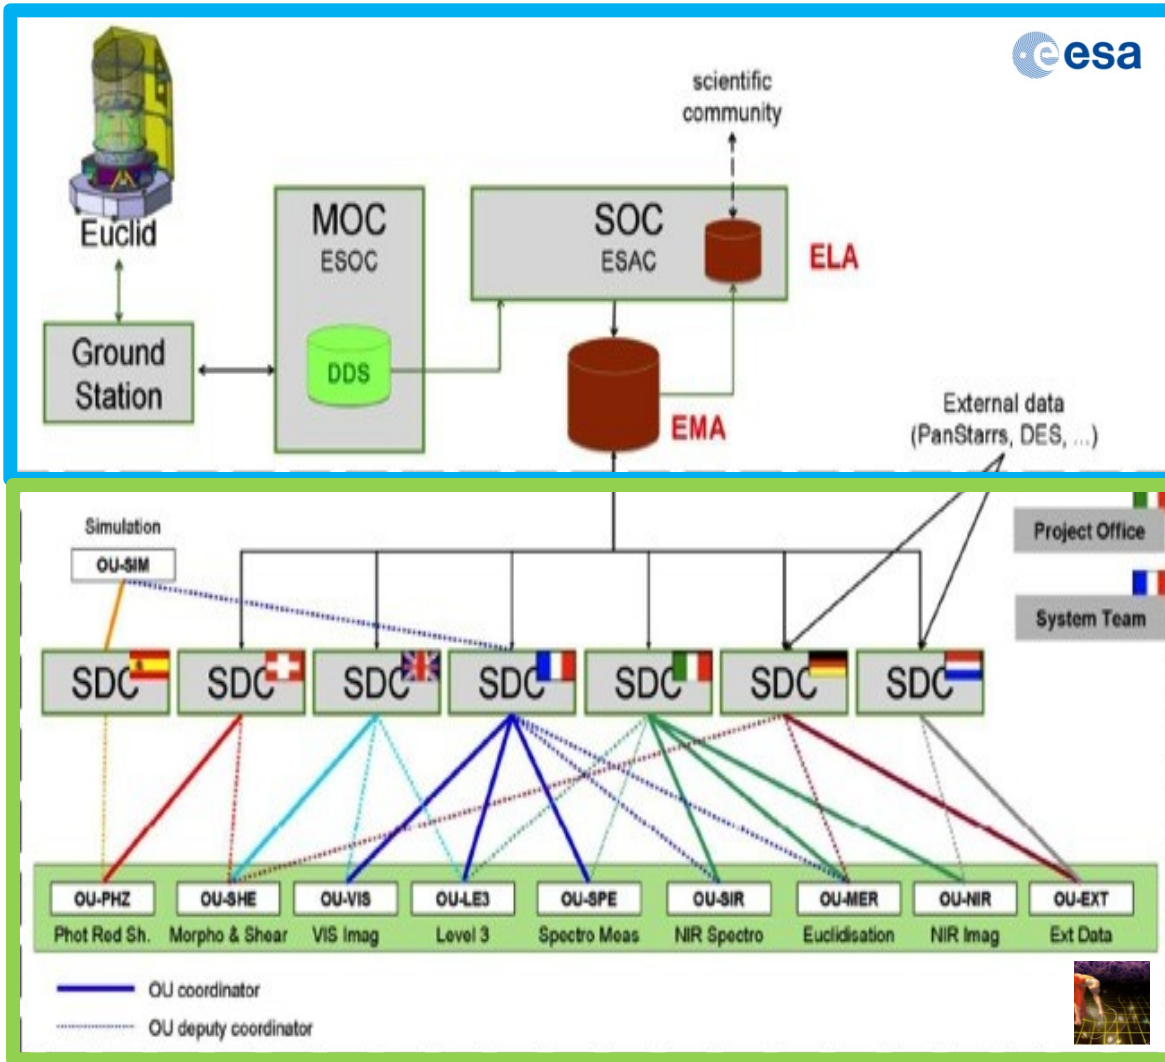 esa
scientific
community
Euclid
MOC
ESOC
SOC
ESAC
ELA
Ground
Station
DDS
EMA
External data
(PanStarrs, DES, ...)
Simulation
OU-SIM
Project Office
System Team
SDC SDC SDC SDC SDC SDC SDC
OU-PHZ OU-SHE OU-VIS OU-LE3 OU-SPE OU-SIR OU-MER OU-NIR OU-EXT
Phot Red Sh. Morpho & Shear VIS Imag Level 3 Spectro Meas NIR Spectro Euclidisation NIR Imag Ext Data
OU coordinator
OU deputy coordinator